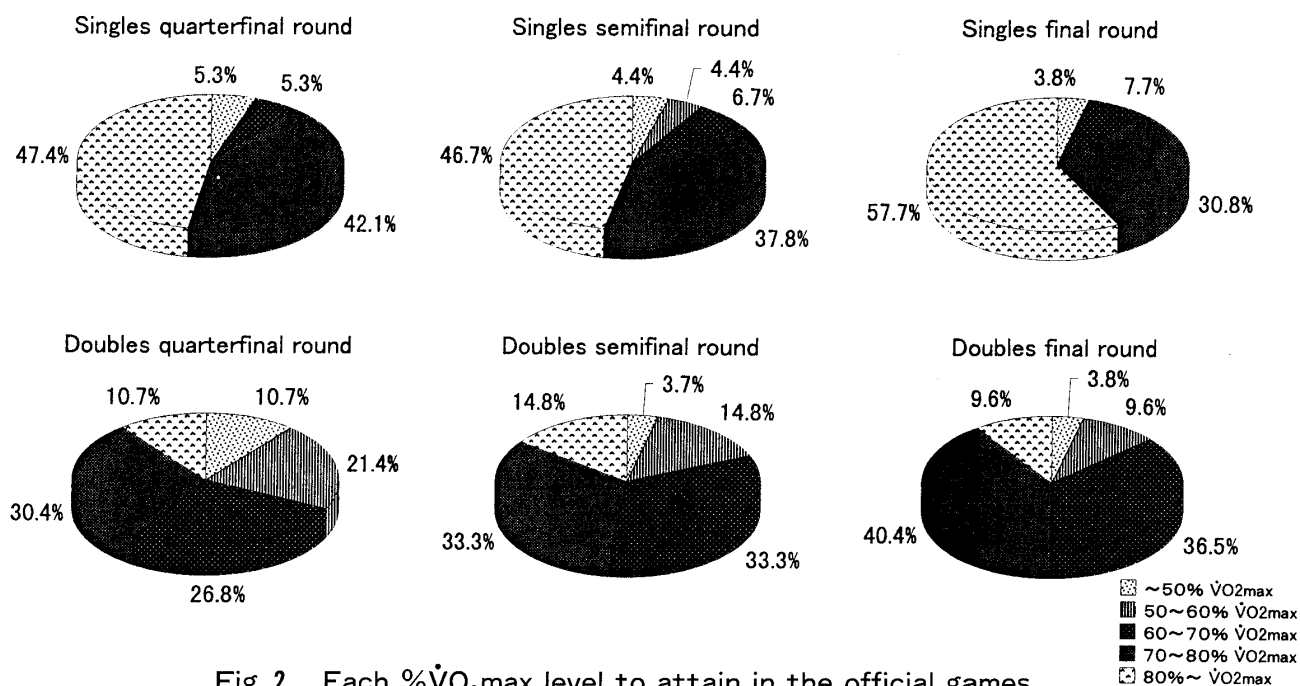 Singles quarterfinal round
5.3%
5.3%
47.4%
42.1%
Singles semifinal round
4.4%
4.4%
6.7%
46.7%
37.8%
Singles final round
3.8%
7.7%
57.7%
30.8%
Doubles quarterfinal round
10.7%
10.7%
21.4%
30.4%
26.8%
Doubles semifinal round
14.8%
3.7%
14.8%
33.3%
33.3%
Doubles final round
9.6%
3.8%
9.6%
40.4%
36.5%
~50% V̇O2max
50~60% V̇O2max
60~70% V̇O2max
70~80% V̇O2max
80%~ V̇O2max
Fig. 2 Each %V̇O₂max level to attain in the official games